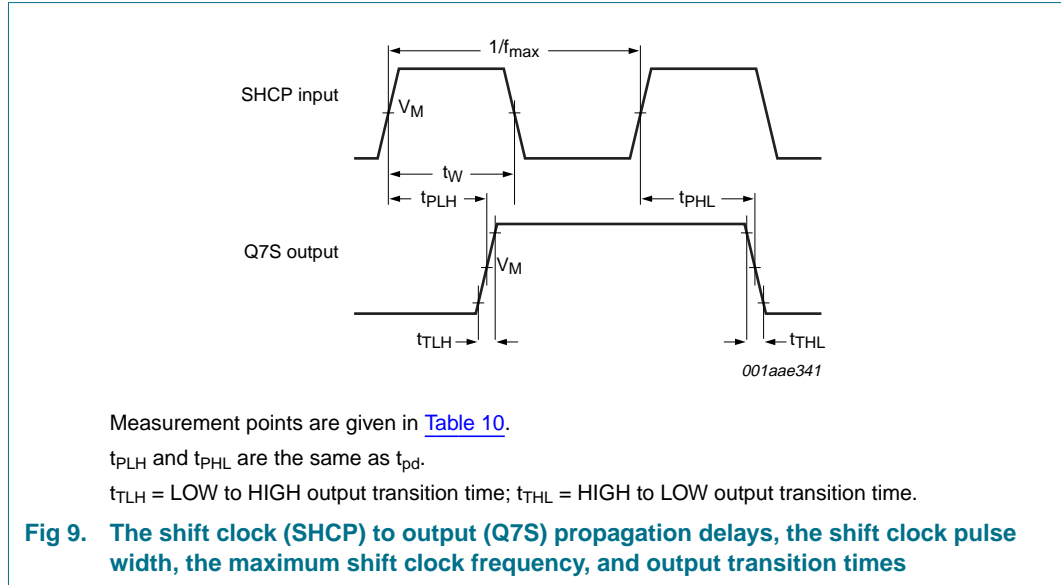 1/fmax
SHCP input
VM
tW
tPLH
tPHL
Q7S output
VM
tTLH
tTHL
001aae341
Measurement points are given in Table 10.
tPLH and tPHL are the same as tpd.
tTLH = LOW to HIGH output transition time; tTHL = HIGH to LOW output transition time.
Fig 9. The shift clock (SHCP) to output (Q7S) propagation delays, the shift clock pulse
width, the maximum shift clock frequency, and output transition times